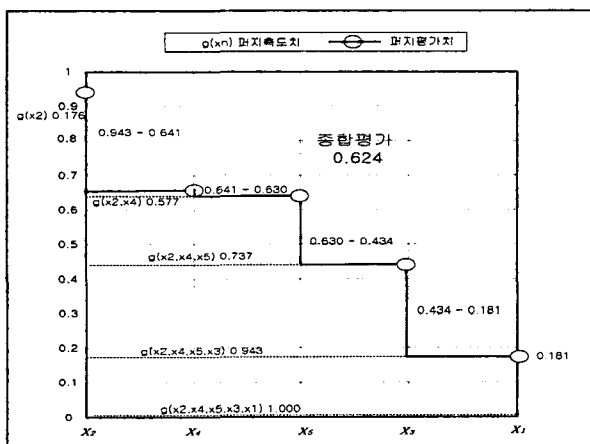 g(xn) 퍼지측도치 퍼지평가치
1
0.9
g(x2) 0.176
0.943 - 0.641
0.8
종합평가
0.624
0.7
0.641 - 0.630
0.6
g(x2,x4) 0.577
0.5
0.630 - 0.434
g(x2,x4,x5) 0.737
0.4
0.434 - 0.181
0.3
0.2
g(x2,x4,x5,x3) 0.943
0.181
0.1
g(x2,x4,x5,x3,x1) 1.000
0
X2 X4 X5 X3 X1